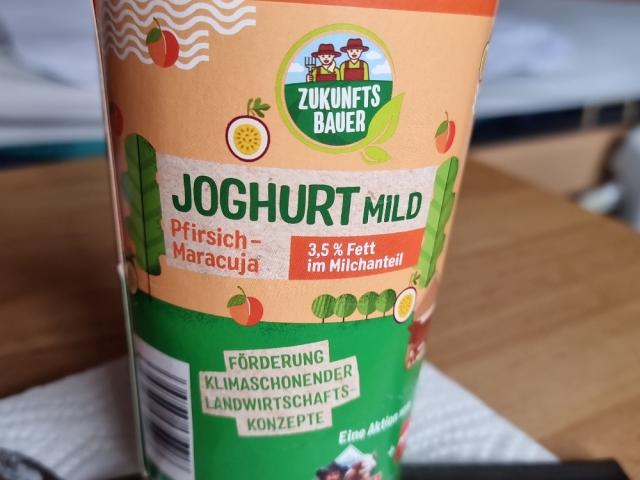 ZUKUNFTS
BAUER
JOGHURT MILD
Pfirsich-
Maracuja
3,5 % Fett
im Milchanteil
FÖRDERUNG
KLIMASCHONENDER
LANDWIRTSCHAFTS-
KONZEPTE
Eine Aktion